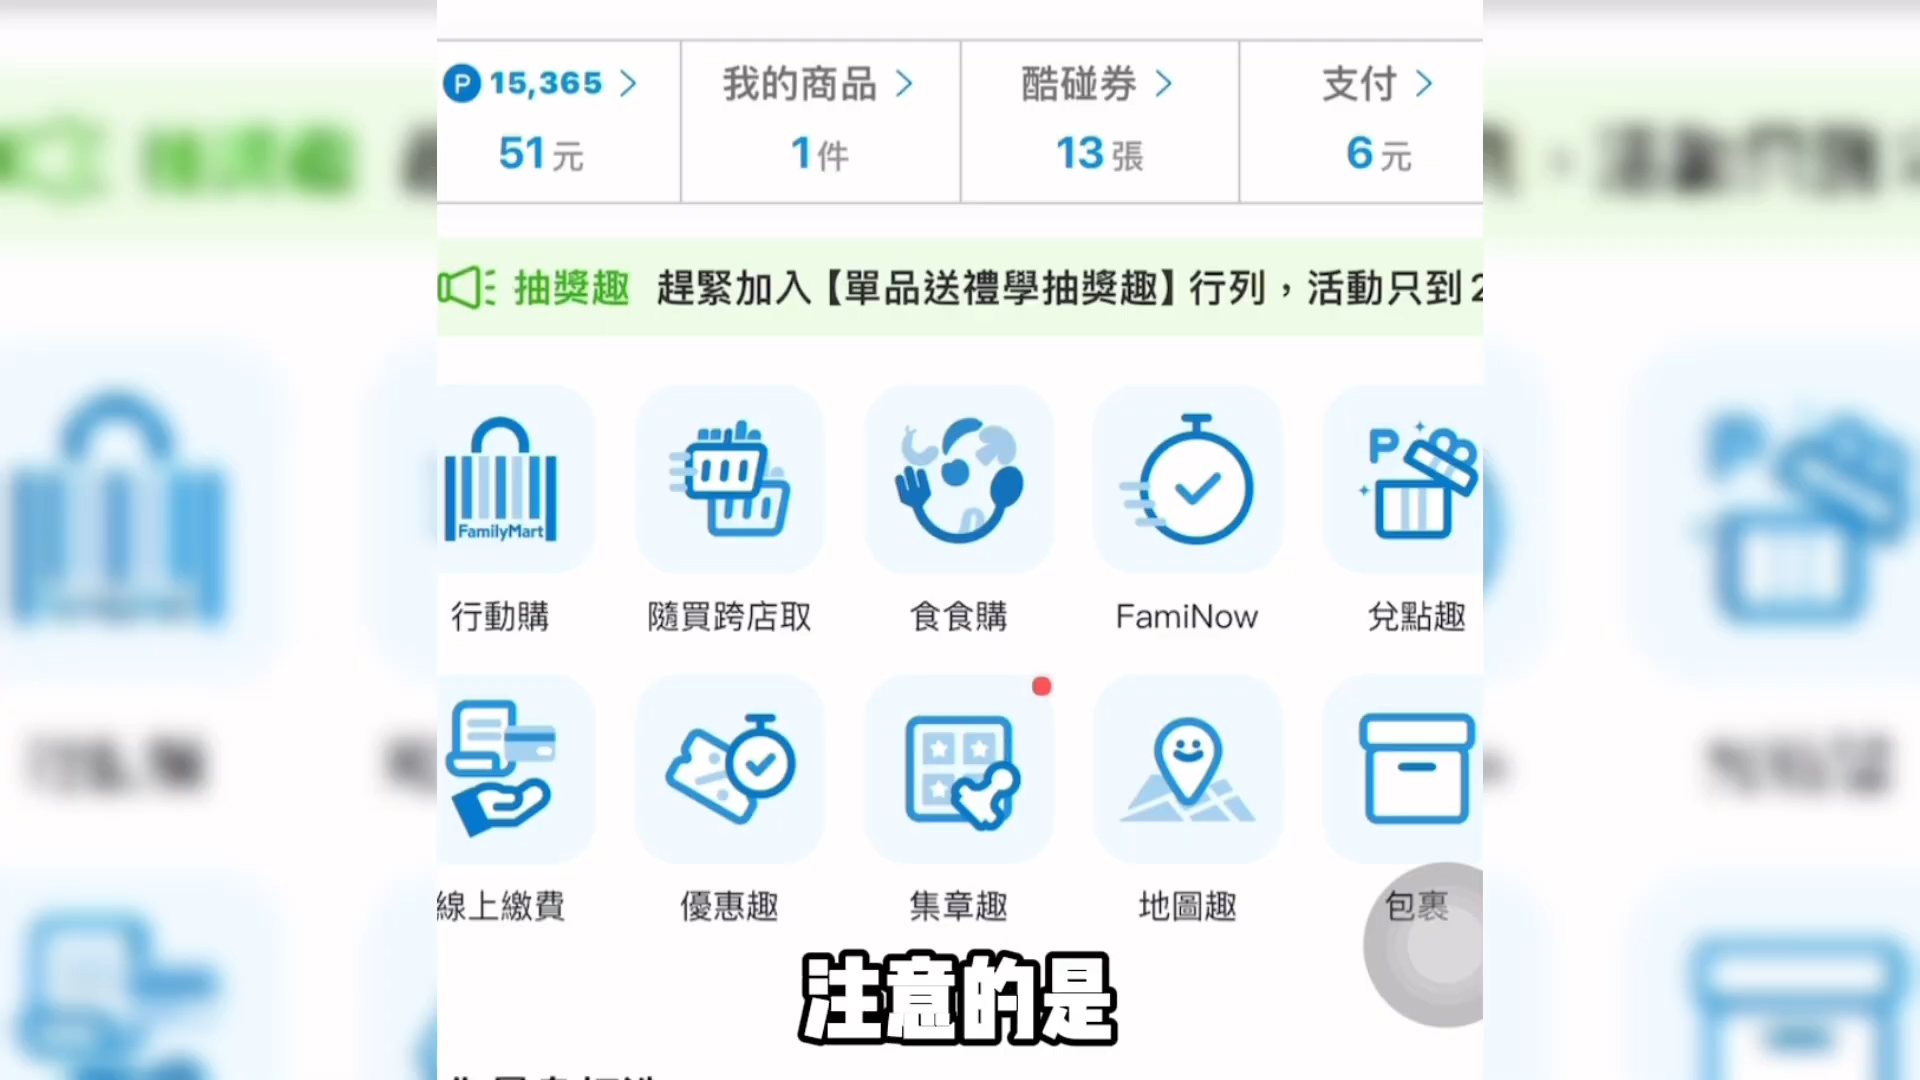 P 15,365 > 我的商品 > 酷碰券 > 支付 >
51元 1件 13張 6元
抽獎趣 趕緊加入【單品送禮學抽獎趣】行列，活動只到2
P
FamilyMart
行動購 隨買跨店取 食食購 FamiNow 兌點趣
線上繳費 優惠趣 集章趣 地圖趣 包裹
注意的是